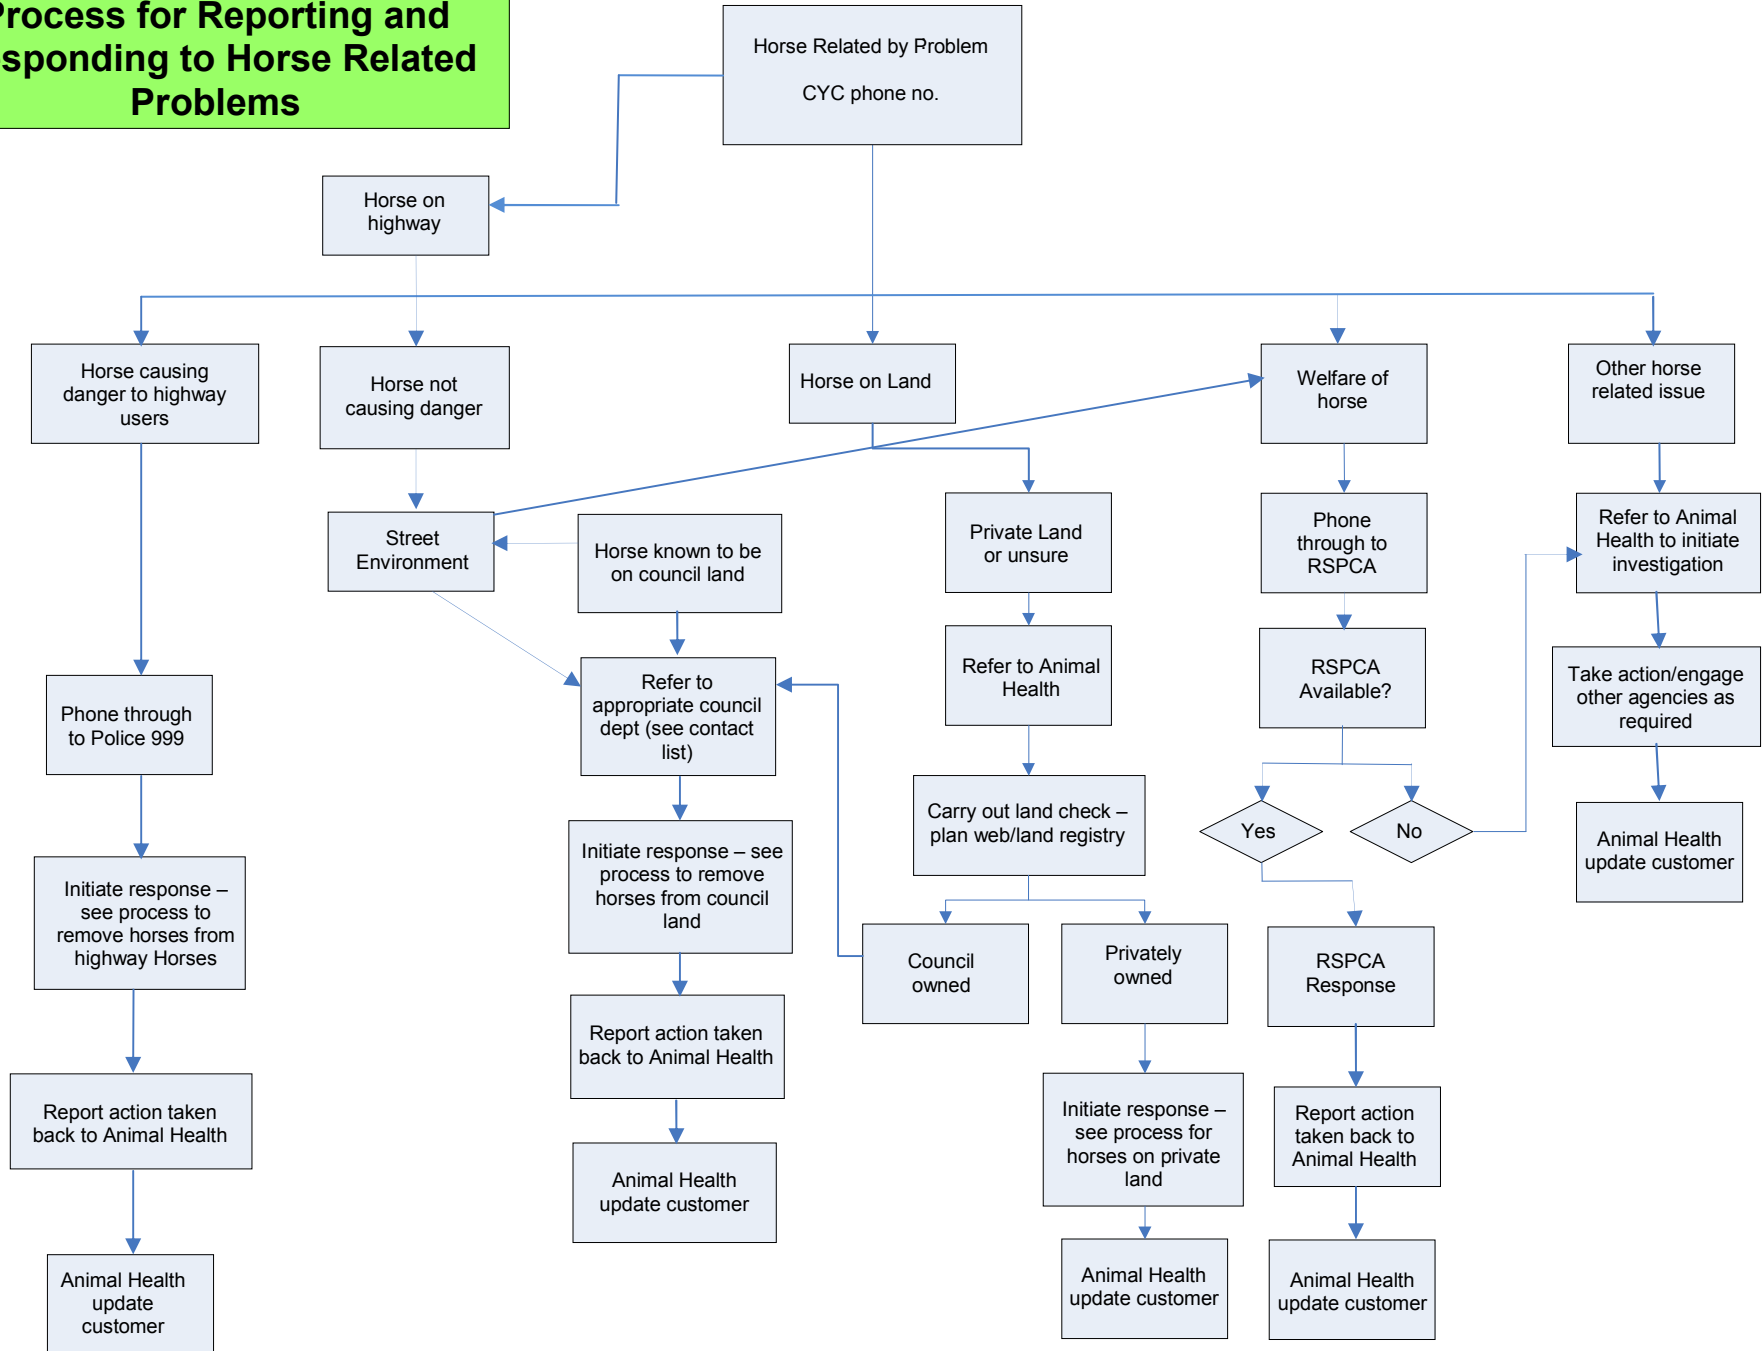 Process for Reporting and
sponding to Horse Related
Problems
Horse Related by Problem
CYC phone no.
Horse on
highway
Horse causing
danger to highway
users
Horse not
causing danger
Horse on Land
Welfare of
horse
Other horse
related issue
Street
Environment
Horse known to be
on council land
Private Land
or unsure
Phone
through to
RSPCA
Refer to Animal
Health to initiate
investigation
Phone through
to Police 999
Refer to
appropriate council
dept (see contact
list)
Refer to Animal
Health
RSPCA
Available?
Take action/engage
other agencies as
required
Initiate response –
see process to
remove horses from
highway Horses
Initiate response – see
process to remove
horses from council
land
Carry out land check –
plan web/land registry
Yes
No
Animal Health
update customer
Council
owned
Privately
owned
RSPCA
Response
Report action taken
back to Animal Health
Report action taken
back to Animal Health
Initiate response –
see process for
horses on private
land
Report action
taken back to
Animal Health
Animal Health
update
customer
Animal Health
update customer
Animal Health
update customer
Animal Health
update customer